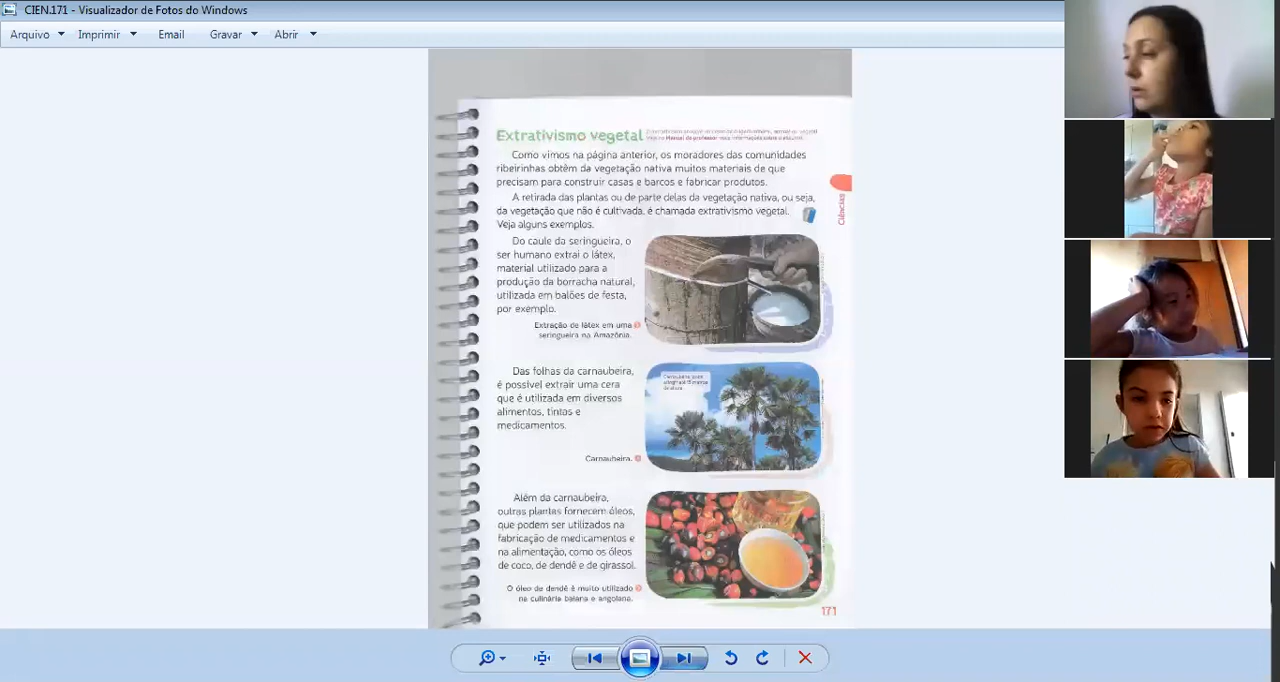 CIEN.171 - Visualizador de Fotos do Windows
Arquivo Imprimir Email Gravar Abrir
Extrativismo vegetal
Manual do professor
Como vimos na página anterior, os moradores das comunidades
ribeirinhas obtêm da vegetação nativa muitos materiais de que
precisam para construir casas e barcos e fabricar produtos.
A retirada das plantas ou de parte delas da vegetação nativa, ou seja,
da vegetação que não é cultivada, é chamada extrativismo vegetal.
Veja alguns exemplos.
Ciências
Do caule da seringueira, o
ser humano extrai o látex,
material utilizado para a
produção da borracha natural,
utilizada em balões de festa,
por exemplo.
Extração de látex em uma
seringueira na Amazônia.
Das folhas da carnaubeira,
é possível extrair uma cera
que é utilizada em diversos
alimentos, tintas e
medicamentos.
Carnaubeira.
Além da carnaubeira,
outras plantas fornecem óleos,
que podem ser utilizados na
fabricação de medicamentos e
na alimentação, como os óleos
de coco, de dendê e de girassol.
O óleo de dendê é muito utilizado
na culinária baiana e angolana.
171